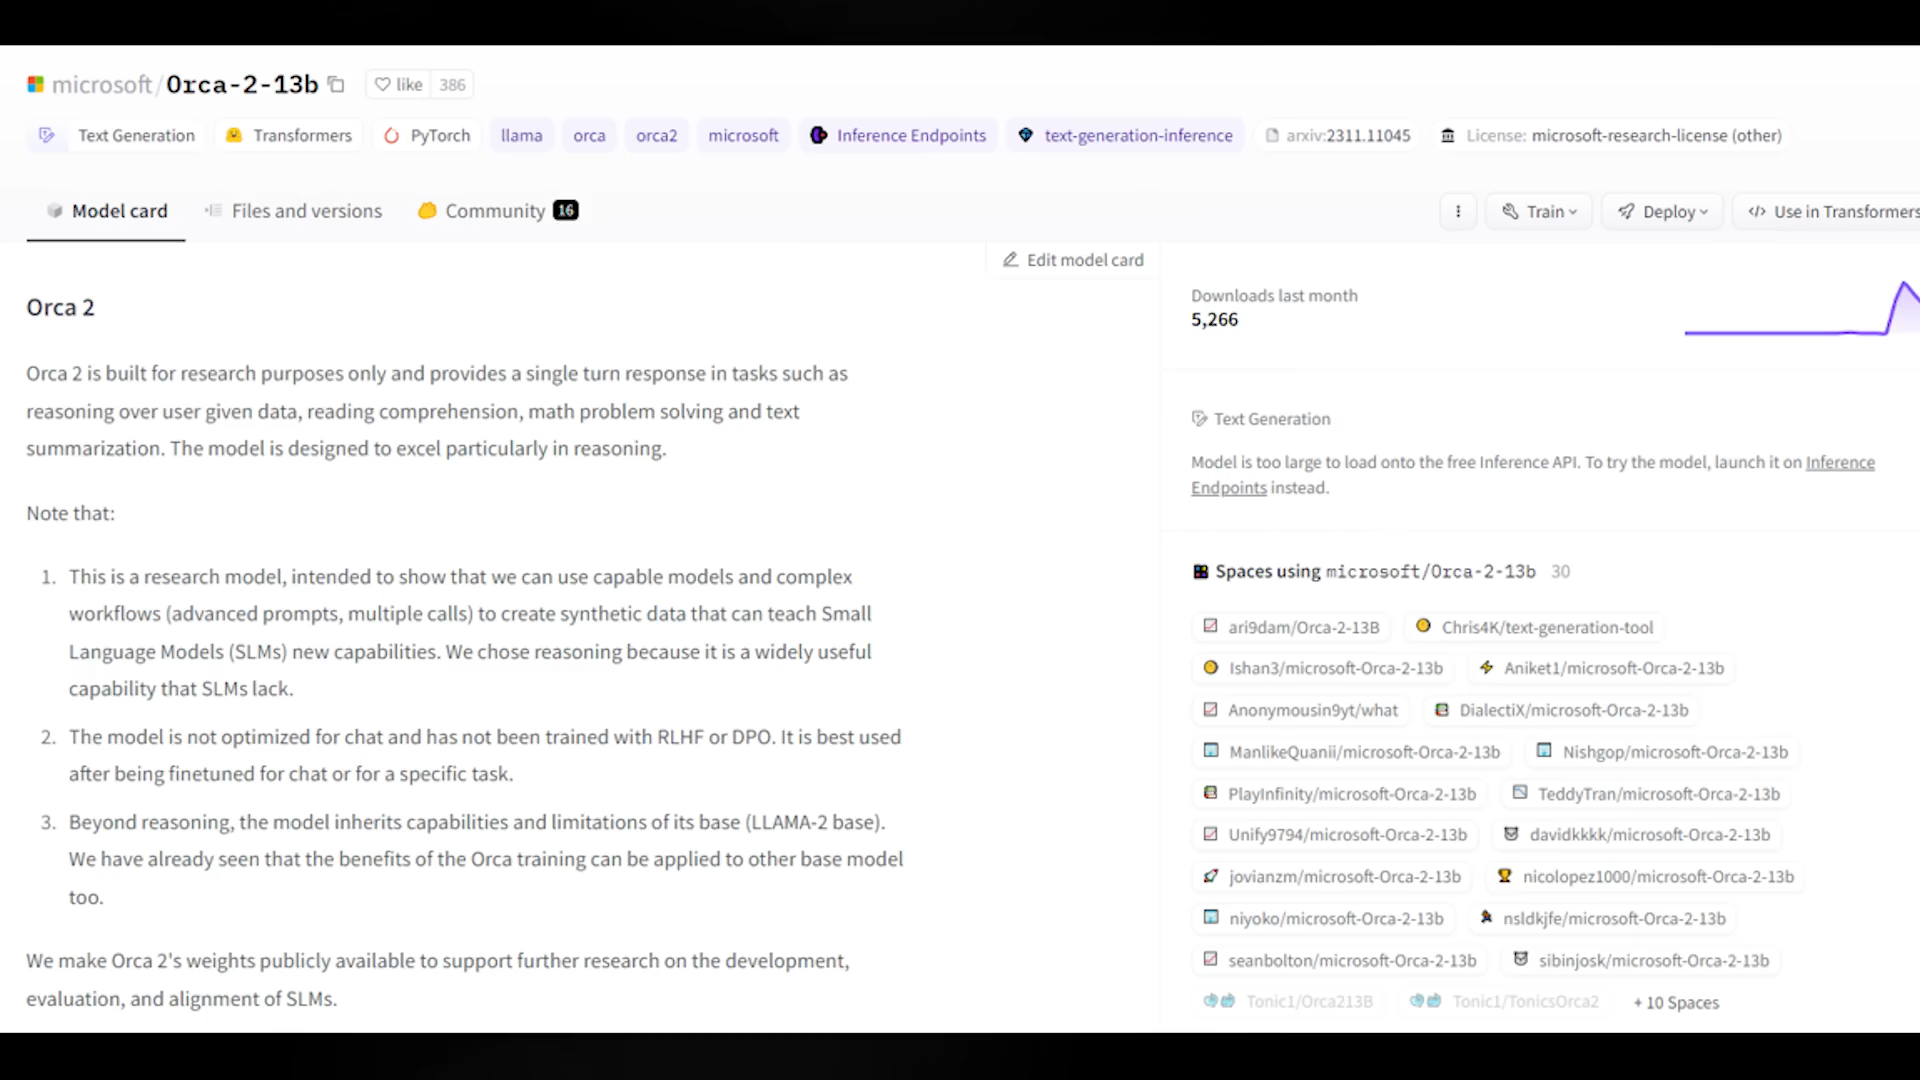 microsoft/Orca-2-13b like 386
Text Generation Transformers PyTorch llama orca orca2 microsoft Inference Endpoints text-generation-inference arxiv:2311.11045 License: microsoft-research-license (other)
Model card Files and versions Community 16
Train Deploy </> Use in Transformers
Edit model card
Orca 2
Orca 2 is built for research purposes only and provides a single turn response in tasks such as
reasoning over user given data, reading comprehension, math problem solving and text
summarization. The model is designed to excel particularly in reasoning.
Note that:
1. This is a research model, intended to show that we can use capable models and complex
workflows (advanced prompts, multiple calls) to create synthetic data that can teach Small
Language Models (SLMs) new capabilities. We chose reasoning because it is a widely useful
capability that SLMs lack.
2. The model is not optimized for chat and has not been trained with RLHF or DPO. It is best used
after being finetuned for chat or for a specific task.
3. Beyond reasoning, the model inherits capabilities and limitations of its base (LLAMA-2 base).
We have already seen that the benefits of the Orca training can be applied to other base model
too.
We make Orca 2's weights publicly available to support further research on the development,
evaluation, and alignment of SLMs.
Downloads last month
5,266
Text Generation
Model is too large to load onto the free Inference API. To try the model, launch it on Inference
Endpoints instead.
Spaces using microsoft/Orca-2-13b 30
ari9dam/Orca-2-13B Chris4K/text-generation-tool
Ishan3/microsoft-Orca-2-13b Aniket1/microsoft-Orca-2-13b
Anonymousin9yt/what DialectiX/microsoft-Orca-2-13b
ManlikeQuanii/microsoft-Orca-2-13b Nishgop/microsoft-Orca-2-13b
PlayInfinity/microsoft-Orca-2-13b TeddyTran/microsoft-Orca-2-13b
Unify9794/microsoft-Orca-2-13b davidkkkk/microsoft-Orca-2-13b
jovianzm/microsoft-Orca-2-13b nicolopez1000/microsoft-Orca-2-13b
niyoko/microsoft-Orca-2-13b nsldkjfe/microsoft-Orca-2-13b
seanbolton/microsoft-Orca-2-13b sibinjosk/microsoft-Orca-2-13b
Tonic1/Orca213B Tonic1/TonicsOrca2 + 10 Spaces